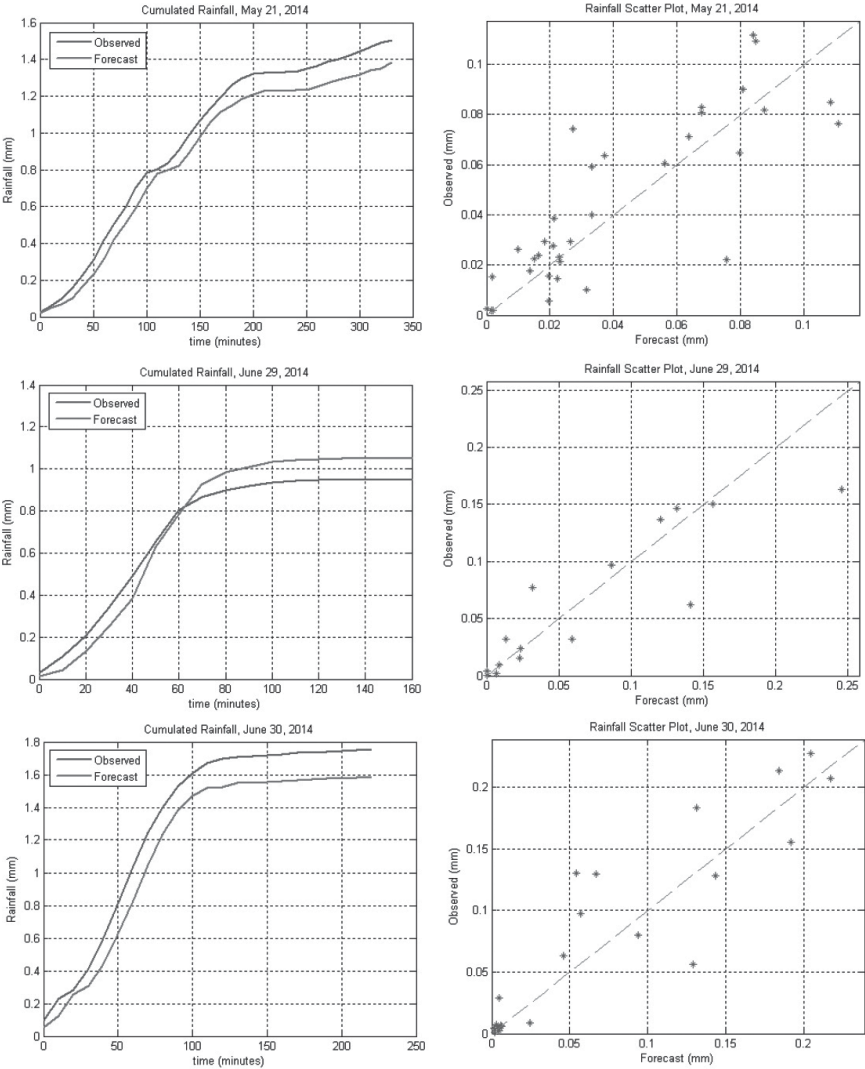 Cumulated Rainfall, May 21, 2014
1.6
1.4
1.2
1
0.8
0.6
0.4
0.2
0
Rainfall (mm)
Observed
Forecast
0 50 100 150 200 250 300 350
time (minutes)
Rainfall Scatter Plot, May 21, 2014
0.1
0.08
0.06
0.04
0.02
0
Observed (mm)
0 0.02 0.04 0.06 0.08 0.1
Forecast (mm)
Cumulated Rainfall, June 29, 2014
1.4
1.2
1
0.8
0.6
0.4
0.2
0
Rainfall (mm)
Observed
Forecast
0 20 40 60 80 100 120 140 160
time (minutes)
Rainfall Scatter Plot, June 29, 2014
0.25
0.2
0.15
0.1
0.05
0
Observed (mm)
0 0.05 0.1 0.15 0.2 0.25
Forecast (mm)
Cumulated Rainfall, June 30, 2014
1.8
1.6
1.4
1.2
1
0.8
0.6
0.4
0.2
0
Rainfall (mm)
Observed
Forecast
0 50 100 150 200 250
time (minutes)
Rainfall Scatter Plot, June 30, 2014
0.2
0.15
0.1
0.05
0
Observed (mm)
0 0.05 0.1 0.15 0.2
Forecast (mm)